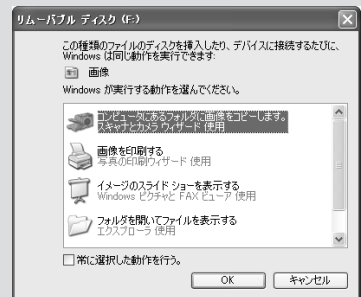 リムーバブル ディスク (F:)
この種類のファイルのディスクを挿入したり、デバイスに接続するたびに、
Windows は同じ動作を実行できます:
画像
Windows が実行する動作を選んでください。
コンピュータにあるフォルダに画像をコピーします。
スキャナとカメラ ウィザード 使用
画像を印刷する
写真の印刷ウィザード 使用
イメージのスライド ショーを表示する
Windows ピクチャと FAX ビューア 使用
フォルダを開いてファイルを表示する
エクスプローラ 使用
常に選択した動作を行う。
OK キャンセル